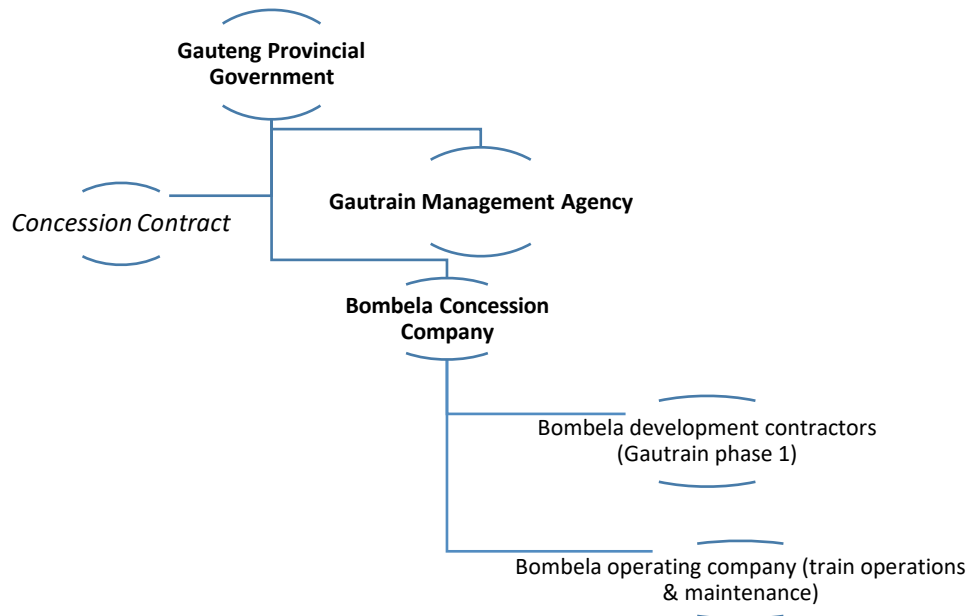 Gauteng Provincial
Government
Concession Contract
Gautrain Management Agency
Bombela Concession
Company
Bombela development contractors
(Gautrain phase 1)
Bombela operating company (train operations
& maintenance)